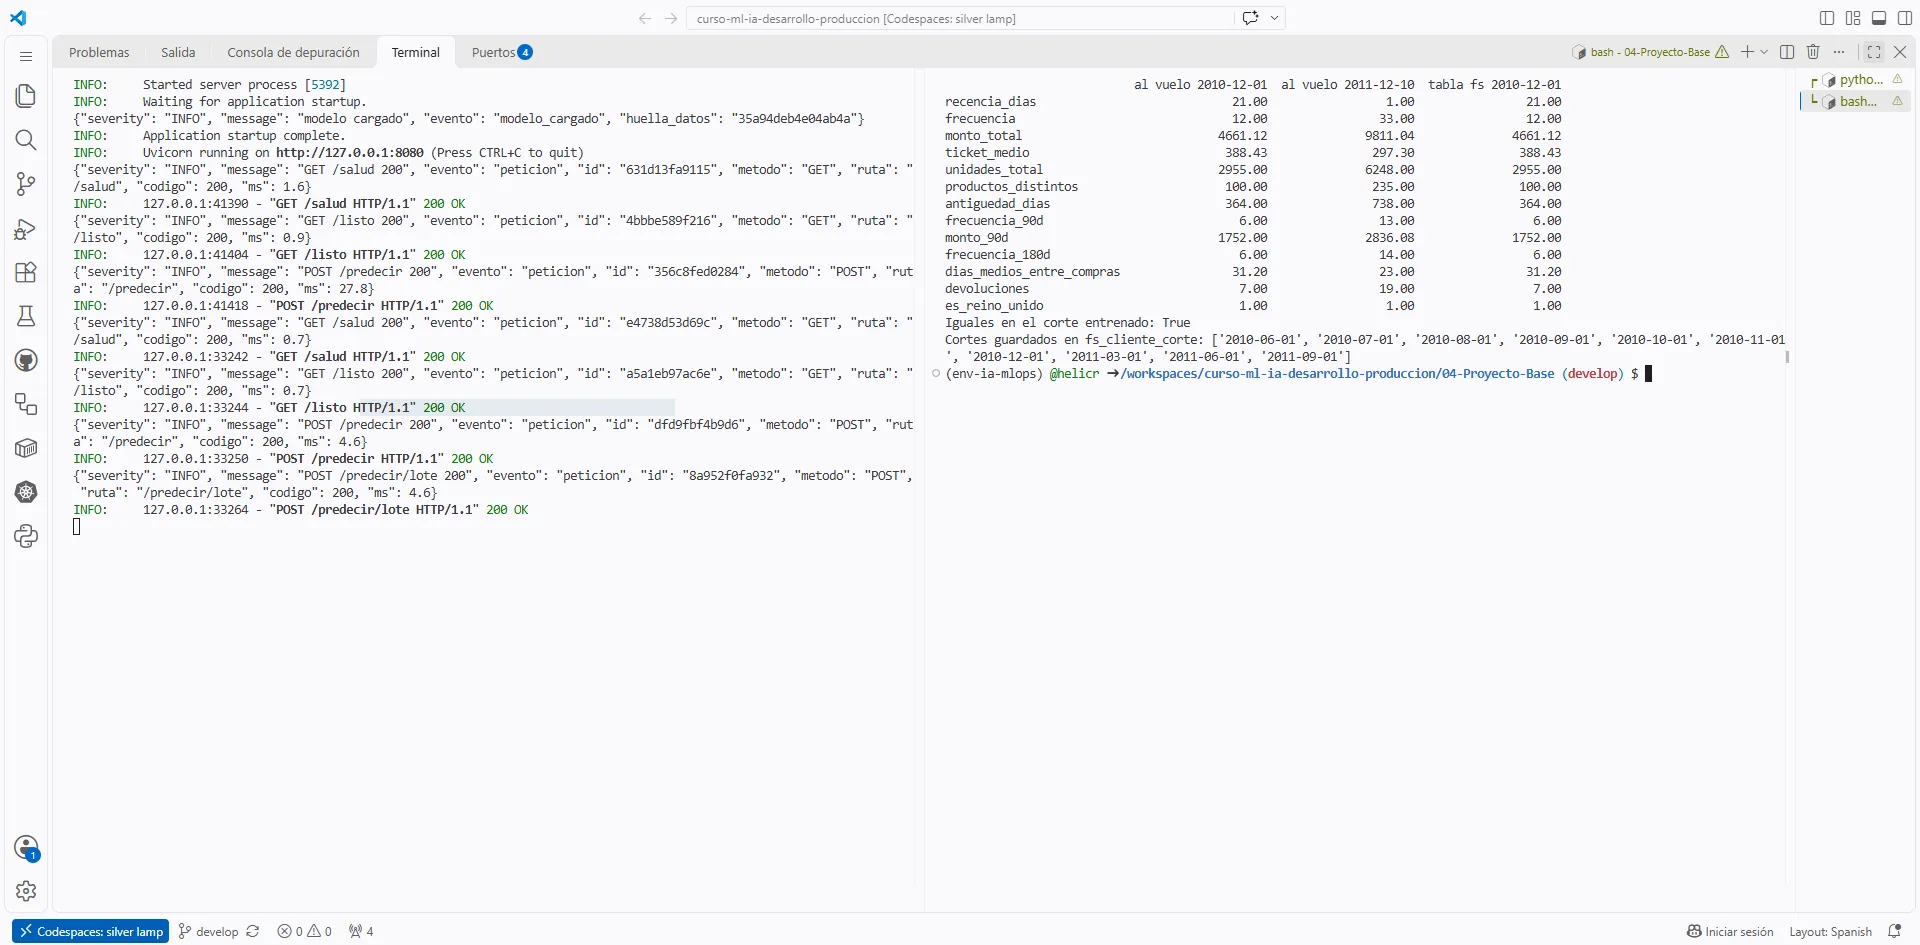 curso-ml-ia-desarrollo-produccion [Codespaces: silver lamp]
Problemas Salida Consola de depuración Terminal Puertos 4
bash - 04-Proyecto-Base
INFO:     Started server process [5392]
INFO:     Waiting for application startup.
{"severity": "INFO", "message": "modelo cargado", "evento": "modelo_cargado", "huella_datos": "35a94deb4e04ab4a"}
INFO:     Application startup complete.
INFO:     Uvicorn running on http://127.0.0.1:8080 (Press CTRL+C to quit)
{"severity": "INFO", "message": "GET /salud 200", "evento": "peticion", "id": "631d13fa9115", "metodo": "GET", "ruta": "
/salud", "codigo": 200, "ms": 1.6}
INFO:     127.0.0.1:41390 - "GET /salud HTTP/1.1" 200 OK
{"severity": "INFO", "message": "GET /listo 200", "evento": "peticion", "id": "4bbbe589f216", "metodo": "GET", "ruta": "
/listo", "codigo": 200, "ms": 0.9}
INFO:     127.0.0.1:41404 - "GET /listo HTTP/1.1" 200 OK
{"severity": "INFO", "message": "POST /predecir 200", "evento": "peticion", "id": "356c8fed0284", "metodo": "POST", "rut
a": "/predecir", "codigo": 200, "ms": 27.8}
INFO:     127.0.0.1:41418 - "POST /predecir HTTP/1.1" 200 OK
{"severity": "INFO", "message": "GET /salud 200", "evento": "peticion", "id": "e4738d53d69c", "metodo": "GET", "ruta": "
/salud", "codigo": 200, "ms": 0.7}
INFO:     127.0.0.1:33242 - "GET /salud HTTP/1.1" 200 OK
{"severity": "INFO", "message": "GET /listo 200", "evento": "peticion", "id": "a5a1eb97ac6e", "metodo": "GET", "ruta": "
/listo", "codigo": 200, "ms": 0.7}
INFO:     127.0.0.1:33244 - "GET /listo HTTP/1.1" 200 OK
{"severity": "INFO", "message": "POST /predecir 200", "evento": "peticion", "id": "dfd9fbf4b9d6", "metodo": "POST", "rut
a": "/predecir", "codigo": 200, "ms": 4.6}
INFO:     127.0.0.1:33250 - "POST /predecir HTTP/1.1" 200 OK
{"severity": "INFO", "message": "POST /predecir/lote 200", "evento": "peticion", "id": "8a952f0fa932", "metodo": "POST",
"ruta": "/predecir/lote", "codigo": 200, "ms": 4.6}
INFO:     127.0.0.1:33264 - "POST /predecir/lote HTTP/1.1" 200 OK
al vuelo 2010-12-01  al vuelo 2011-12-10  tabla fs 2010-12-01
recencia_dias 21.00 1.00 21.00
frecuencia 12.00 33.00 12.00
monto_total 4661.12 9811.04 4661.12
ticket_medio 388.43 297.30 388.43
unidades_total 2955.00 6248.00 2955.00
productos_distintos 100.00 235.00 100.00
antiguedad_dias 364.00 738.00 364.00
frecuencia_90d 6.00 13.00 6.00
monto_90d 1752.00 2836.08 1752.00
frecuencia_180d 6.00 14.00 6.00
dias_medios_entre_compras 31.20 23.00 31.20
devoluciones 7.00 19.00 7.00
es_reino_unido 1.00 1.00 1.00
Iguales en el corte entrenado: True
Cortes guardados en fs_cliente_corte: ['2010-06-01', '2010-07-01', '2010-08-01', '2010-09-01', '2010-10-01', '2010-11-01
', '2010-12-01', '2011-03-01', '2011-06-01', '2011-09-01']
(env-ia-mlops) @helicr ➜/workspaces/curso-ml-ia-desarrollo-produccion/04-Proyecto-Base (develop) $
pytho...
bash...
1
Codespaces: silver lamp develop 0 0 4
Iniciar sesión Layout: Spanish